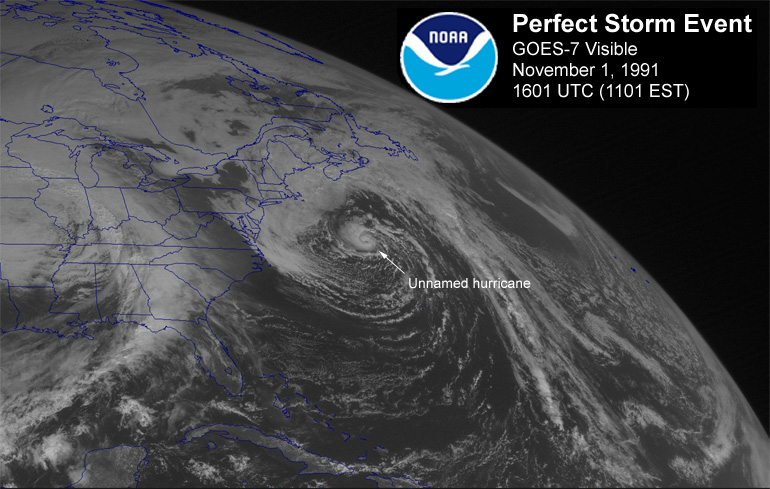 NOAA
Perfect Storm Event
GOES-7 Visible
November 1, 1991
1601 UTC (1101 EST)
Unnamed hurricane